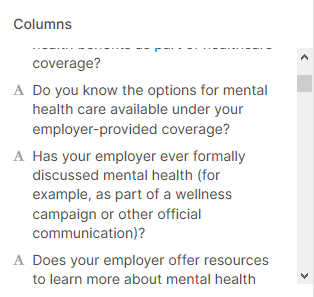 Columns
health benefits as part of healthcare
coverage?
A Do you know the options for mental
health care available under your
employer-provided coverage?
A Has your employer ever formally
discussed mental health (for
example, as part of a wellness
campaign or other official
communication)?
A Does your employer offer resources
to learn more about mental health